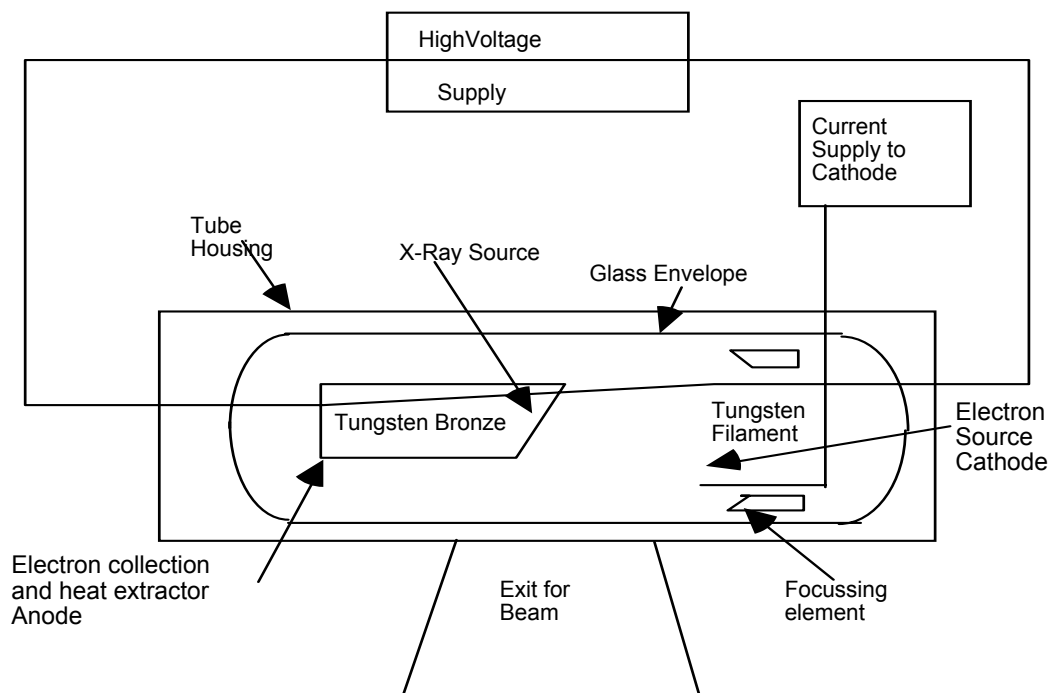 HighVoltage
Supply
Current
Supply to
Cathode
Tube
Housing
X-Ray Source
Glass Envelope
Tungsten Bronze
Tungsten
Filament
Electron
Source
Cathode
Electron collection
and heat extractor
Anode
Exit for
Beam
Focussing
element